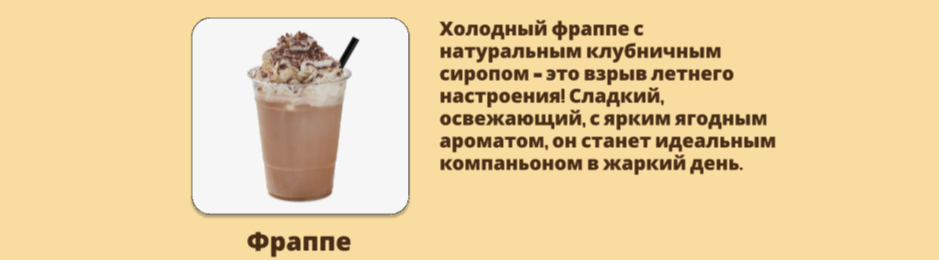 Холодный фраппе с
натуральным клубничным
сиропом - это взрыв летнего
настроения! Сладкий,
освежающий, с ярким ягодным
ароматом, он станет идеальным
компаньоном в жаркий день.
Фраппе